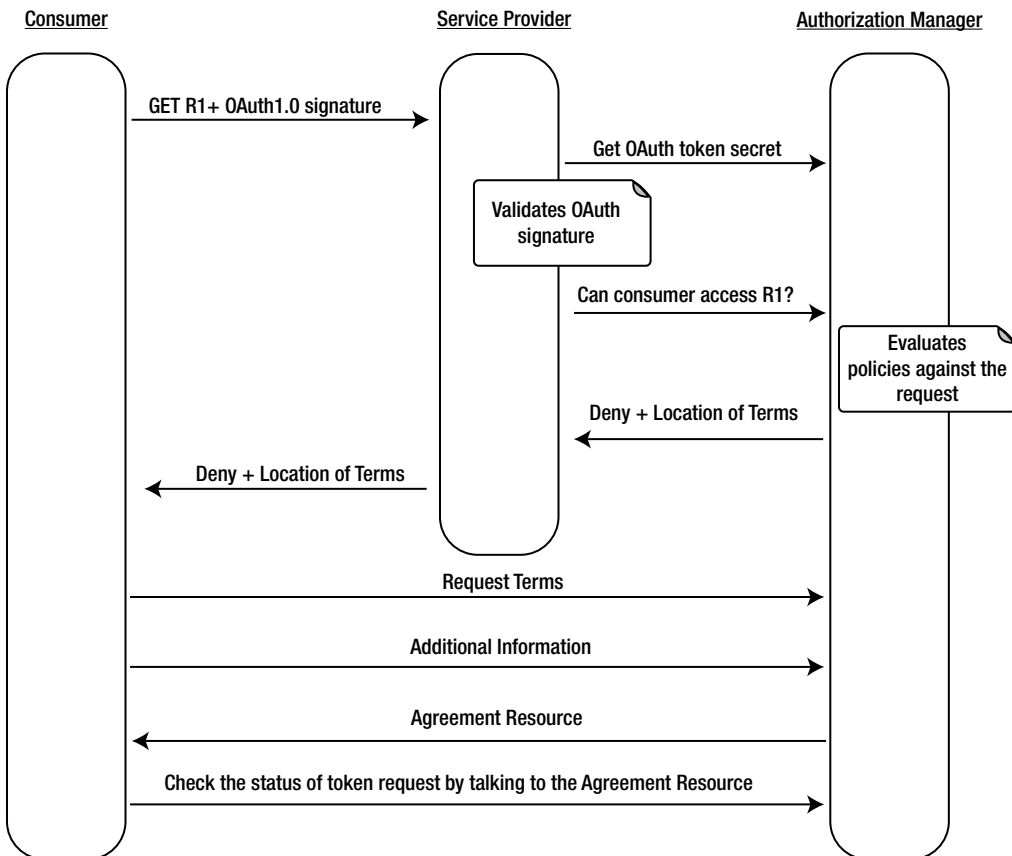 Consumer
Service Provider
Authorization Manager
GET R1+ OAuth1.0 signature
Get OAuth token secret
Validates OAuth
signature
Can consumer access R1?
Evaluates
policies against the
request
Deny + Location of Terms
Deny + Location of Terms
Request Terms
Additional Information
Agreement Resource
Check the status of token request by talking to the Agreement Resource